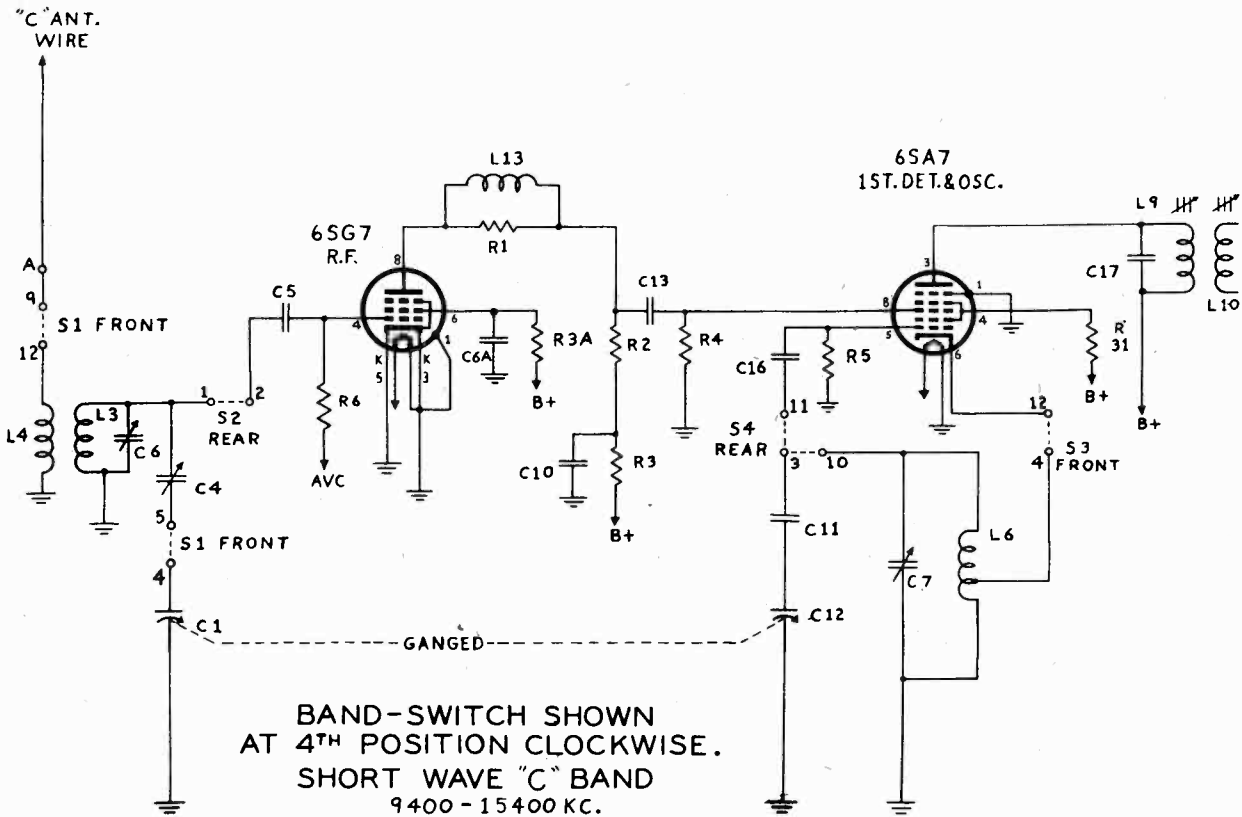 "C" ANT.
WIRE
A
9
S1 FRONT
12
L4
L3
C6
1
2
S2
REAR
C4
5
S1 FRONT
4
C1
C5
R6
AVC
6SG7
R.F.
8
4
6
K
5
K
3
1
L13
R1
C6A
R3A
B+
C13
R2
R4
C10
R3
B+
6SA7
1ST. DET. & OSC.
3
1
8
5
4
6
C16
R5
11
S4
REAR
3
10
C11
C12
C7
L6
12
S3
FRONT
4
L9
C17
L10
R
31
B+
B+
GANGED
BAND-SWITCH SHOWN
AT 4TH POSITION CLOCKWISE.
SHORT WAVE "C" BAND
9400-15400 KC.